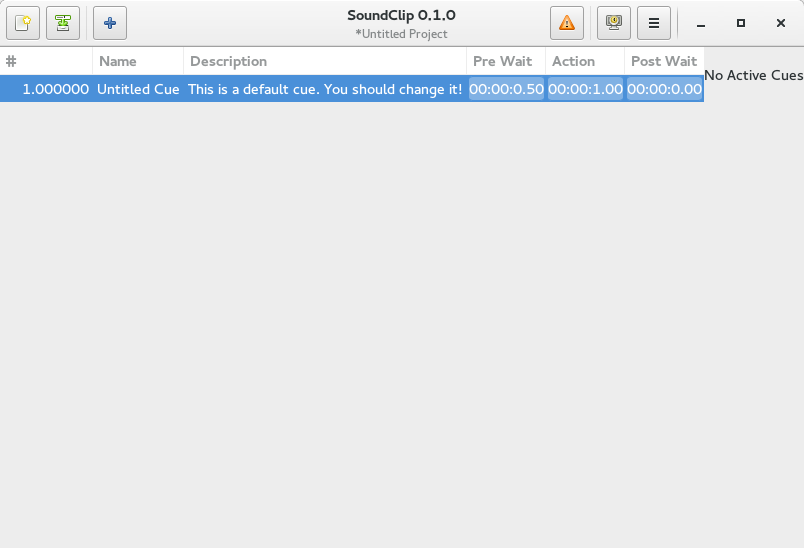 SoundClip 0.1.0
*Untitled Project
# Name Description Pre Wait Action Post Wait
1.000000 Untitled Cue This is a default cue. You should change it! 00:00:0.50 00:00:1.00 00:00:0.00
No Active Cues